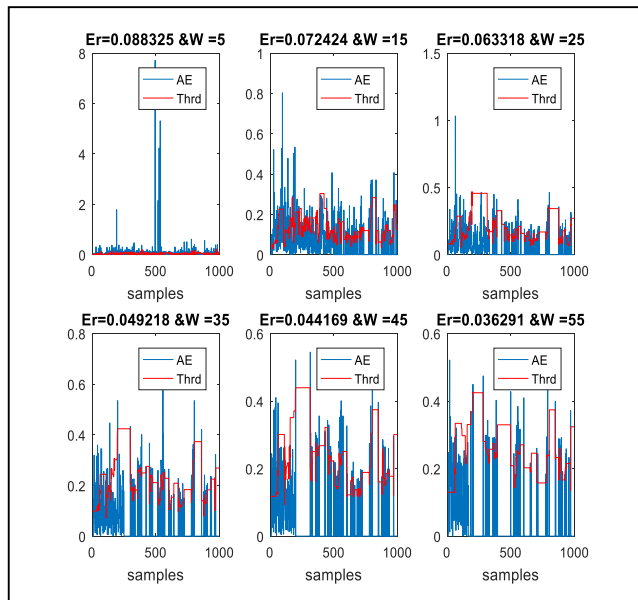 Er=0.088325 &W =5
8
6
4
2
0
0
500
1000
samples
AE
Thrd
Er=0.072424 &W =15
1
0.8
0.6
0.4
0.2
0
0
500
1000
samples
AE
Thrd
Er=0.063318 &W =25
1.5
1
0.5
0
0
500
1000
samples
AE
Thrd
Er=0.049218 &W =35
0.8
0.6
0.4
0.2
0
0
500
1000
samples
AE
Thrd
Er=0.044169 &W =45
0.6
0.4
0.2
0
0
500
1000
samples
AE
Thrd
Er=0.036291 &W =55
0.6
0.4
0.2
0
0
500
1000
samples
AE
Thrd